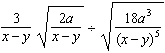 3/(x−y) √(2a/(x−y)) ÷ √(18a³/(x−y)⁵)